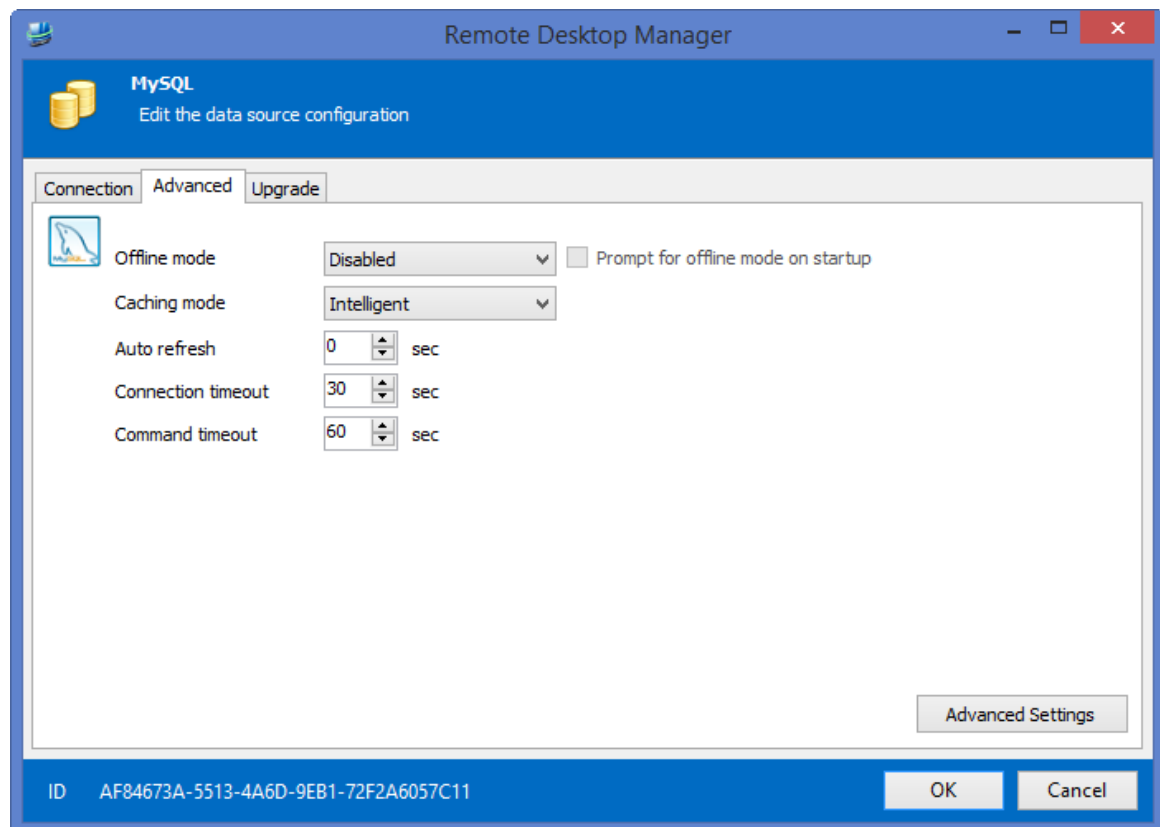 Remote Desktop Manager
MySQL
Edit the data source configuration
Connection Advanced Upgrade
Offline mode Disabled Prompt for offline mode on startup
Caching mode Intelligent
Auto refresh 0 sec
Connection timeout 30 sec
Command timeout 60 sec
Advanced Settings
ID AF84673A-5513-4A6D-9EB1-72F2A6057C11 OK Cancel